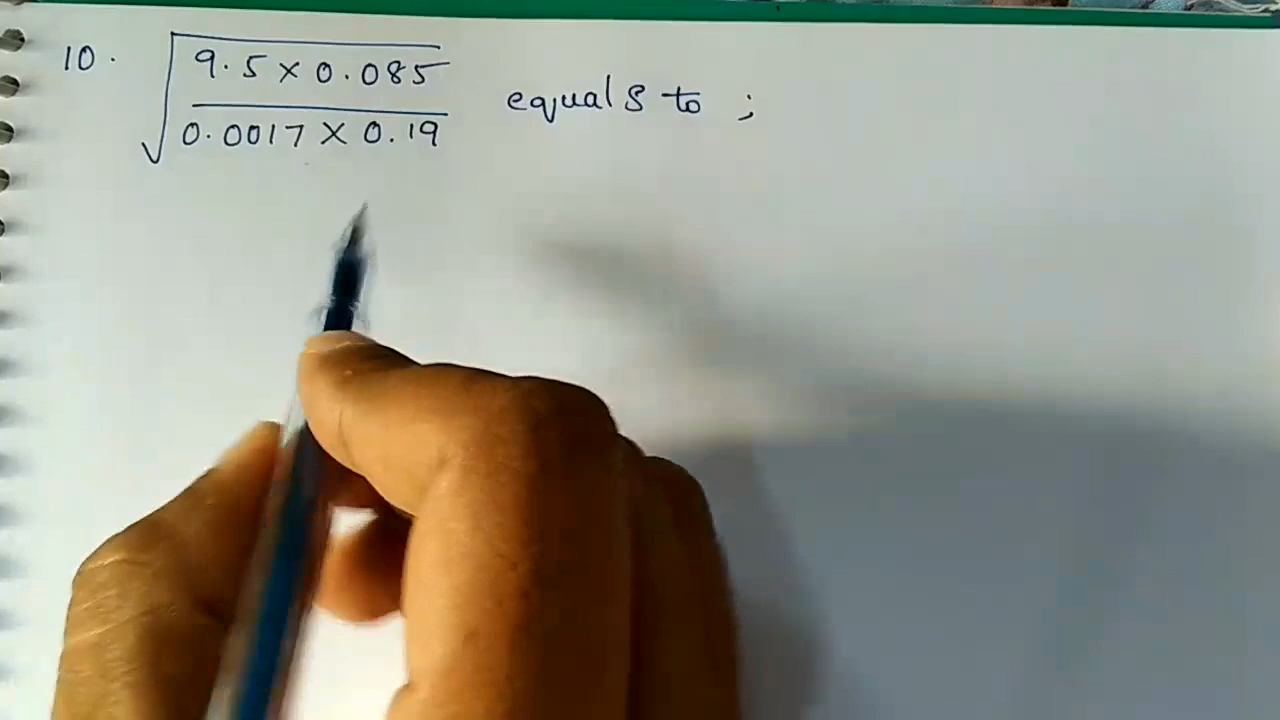 10. √(9.5 × 0.085 / 0.0017 × 0.19) equals to ;